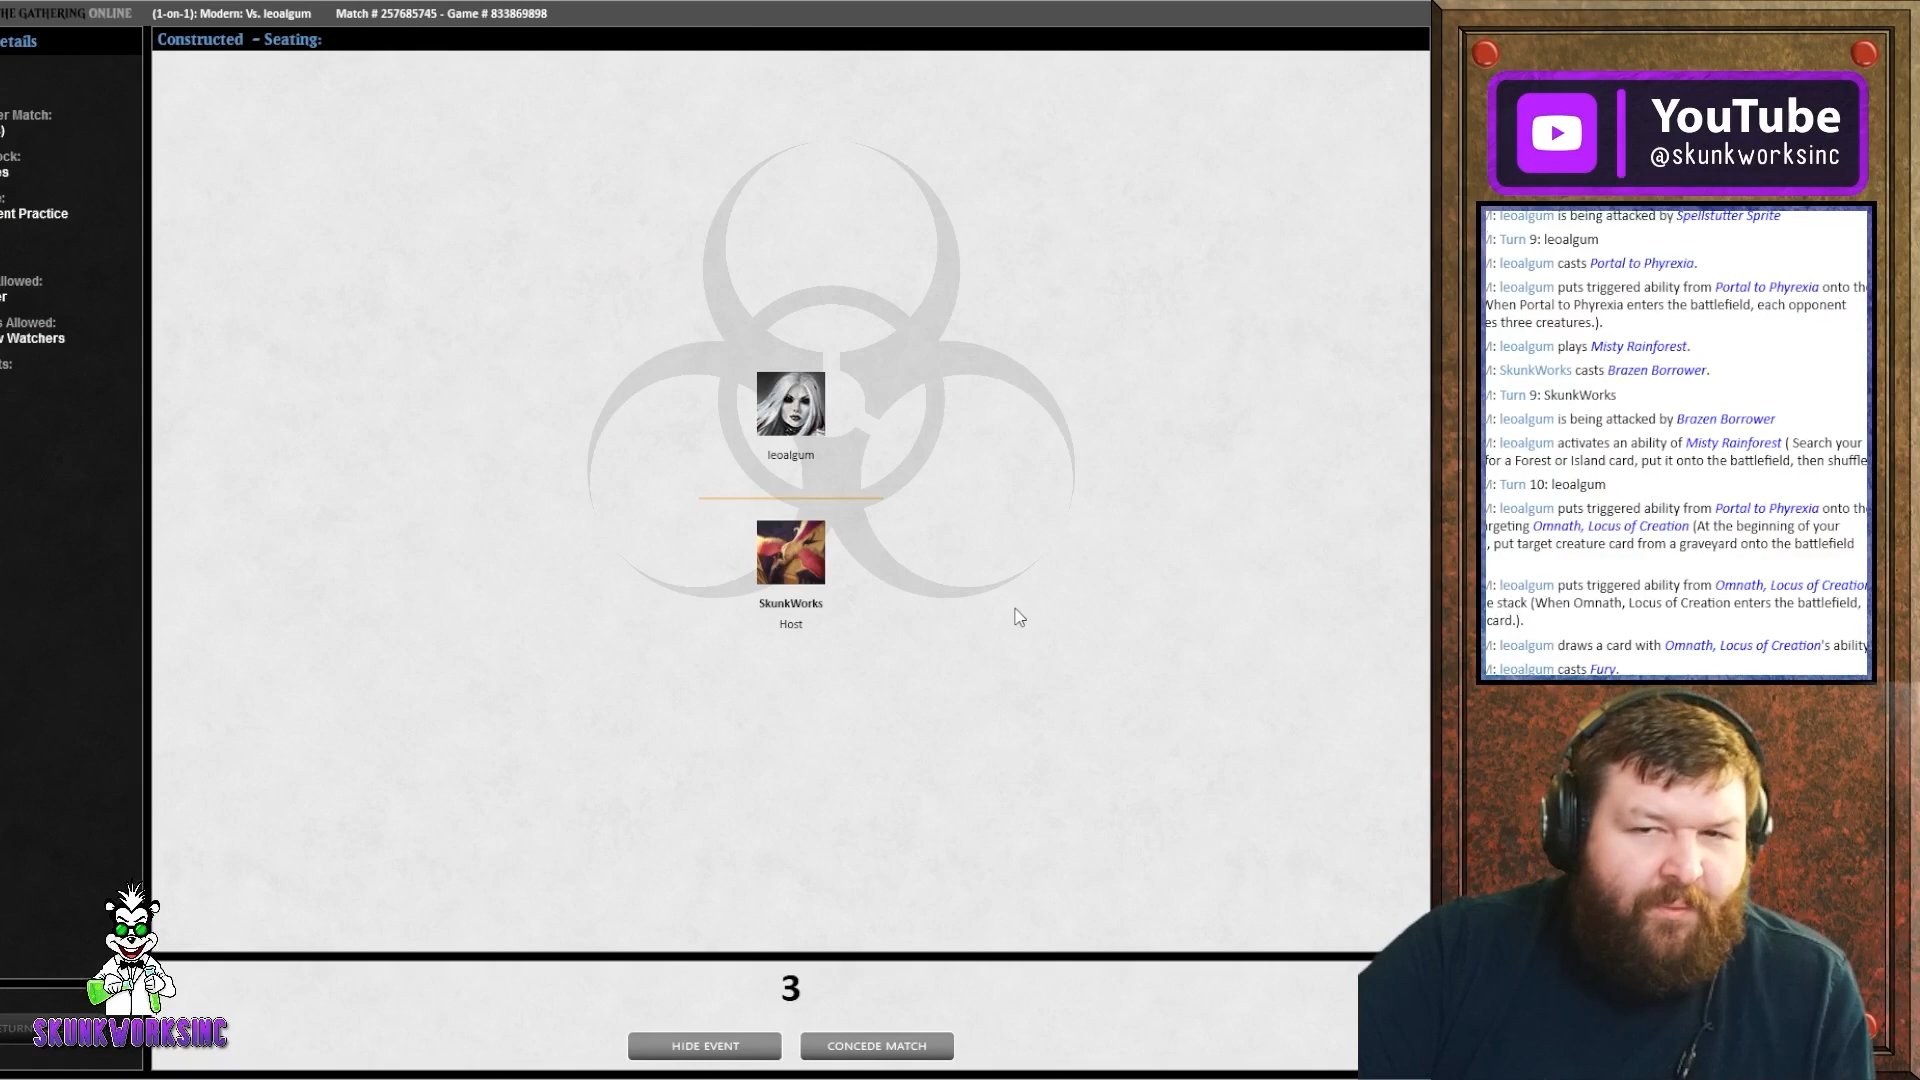 HE GATHERING ONLINE (1-on-1): Modern: Vs. leoalgum Match # 257685745 - Game # 833869898
etails
Constructed - Seating:
er Match:
)
ock:
es
e:
ent Practice
llowed:
er
s Allowed:
w Watchers
ts:
leoalgum
SkunkWorks
Host
3
HIDE EVENT
CONCEDE MATCH
ETURN
SKUNKWORKSINC
YouTube
@skunkworksinc
: leoalgum is being attacked by Spellstutter Sprite
: Turn 9: leoalgum
: leoalgum casts Portal to Phyrexia.
: leoalgum puts triggered ability from Portal to Phyrexia onto the
When Portal to Phyrexia enters the battlefield, each opponent
es three creatures.).
: leoalgum plays Misty Rainforest.
: SkunkWorks casts Brazen Borrower.
: Turn 9: SkunkWorks
: leoalgum is being attacked by Brazen Borrower
: leoalgum activates an ability of Misty Rainforest ( Search your
for a Forest or Island card, put it onto the battlefield, then shuffle
: Turn 10: leoalgum
: leoalgum puts triggered ability from Portal to Phyrexia onto the
rgeting Omnath, Locus of Creation (At the beginning of your
, put target creature card from a graveyard onto the battlefield
: leoalgum puts triggered ability from Omnath, Locus of Creation
e stack (When Omnath, Locus of Creation enters the battlefield,
card.).
: leoalgum draws a card with Omnath, Locus of Creation's ability
: leoalgum casts Fury.